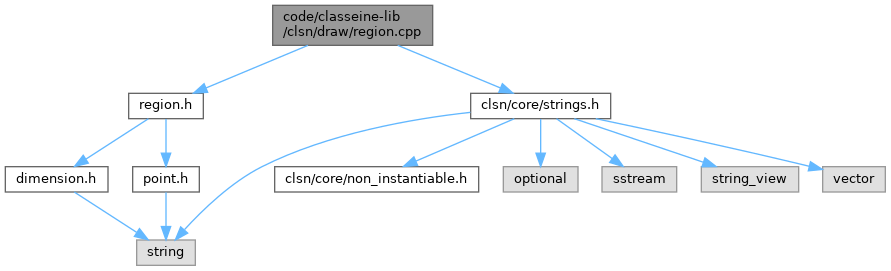 code/classeine-lib
/clsn/draw/region.cpp
region.h
clsn/core/strings.h
dimension.h
point.h
clsn/core/non_instantiable.h
optional
sstream
string_view
vector
string